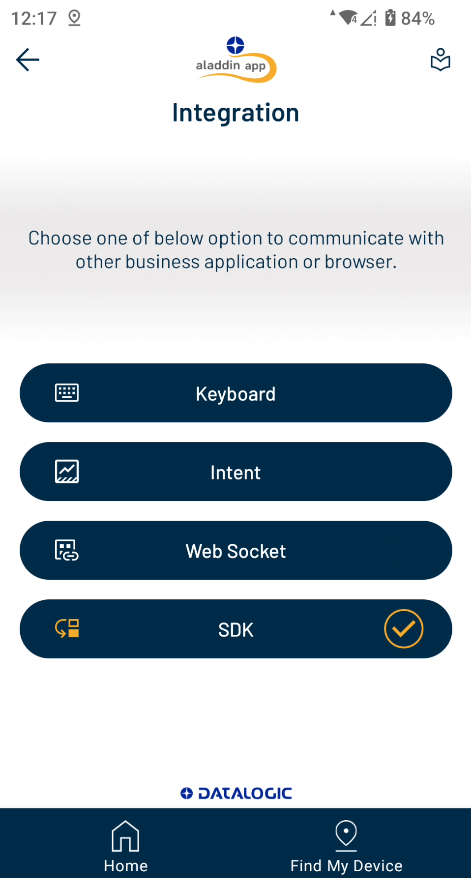 12:17 84%
aladdin app
Integration
Choose one of below option to communicate with
other business application or browser.
Keyboard
Intent
Web Socket
SDK
DATALOGIC
Home Find My Device